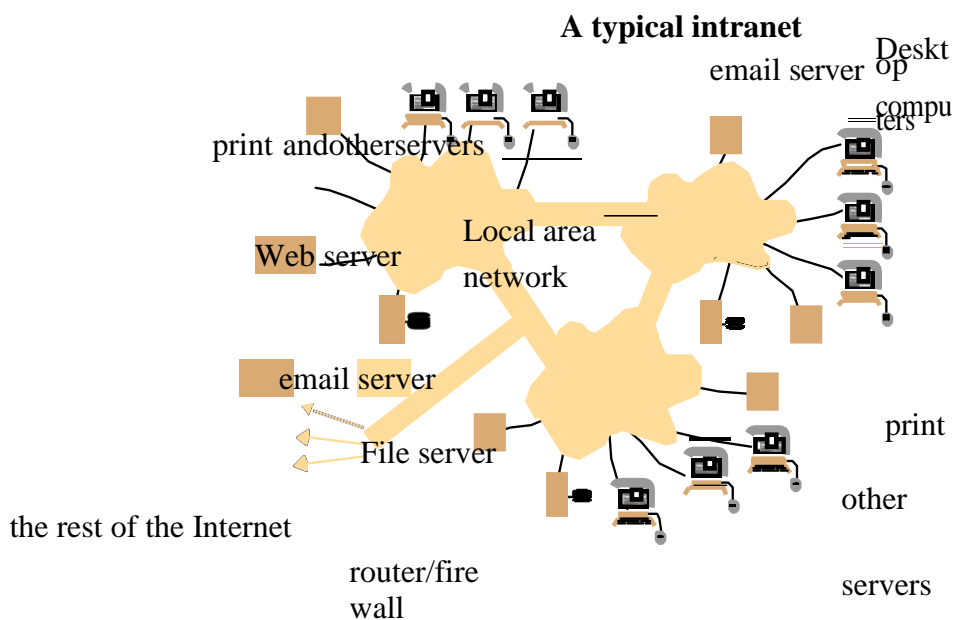 A typical intranet
email server
Deskt
op
compu
ters
print andotherservers
Local area
network
Web server
email server
File server
print
other
servers
the rest of the Internet
router/fire
wall